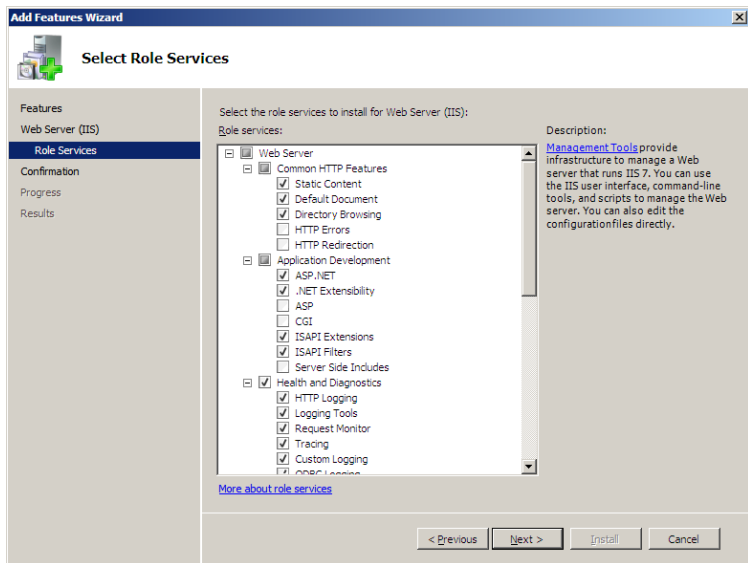 Add Features Wizard
Select Role Services
Features
Web Server (IIS)
Role Services
Confirmation
Progress
Results
Select the role services to install for Web Server (IIS):
Role services:
Web Server
Common HTTP Features
Static Content
Default Document
Directory Browsing
HTTP Errors
HTTP Redirection
Application Development
ASP.NET
.NET Extensibility
ASP
CGI
ISAPI Extensions
ISAPI Filters
Server Side Includes
Health and Diagnostics
HTTP Logging
Logging Tools
Request Monitor
Tracing
Custom Logging
ODBC Logging
More about role services
Description:
Management Tools provide
infrastructure to manage a Web
server that runs IIS 7. You can use
the IIS user interface, command-line
tools, and scripts to manage the Web
server. You can also edit the
configuration files directly.
< Previous
Next >
Install
Cancel